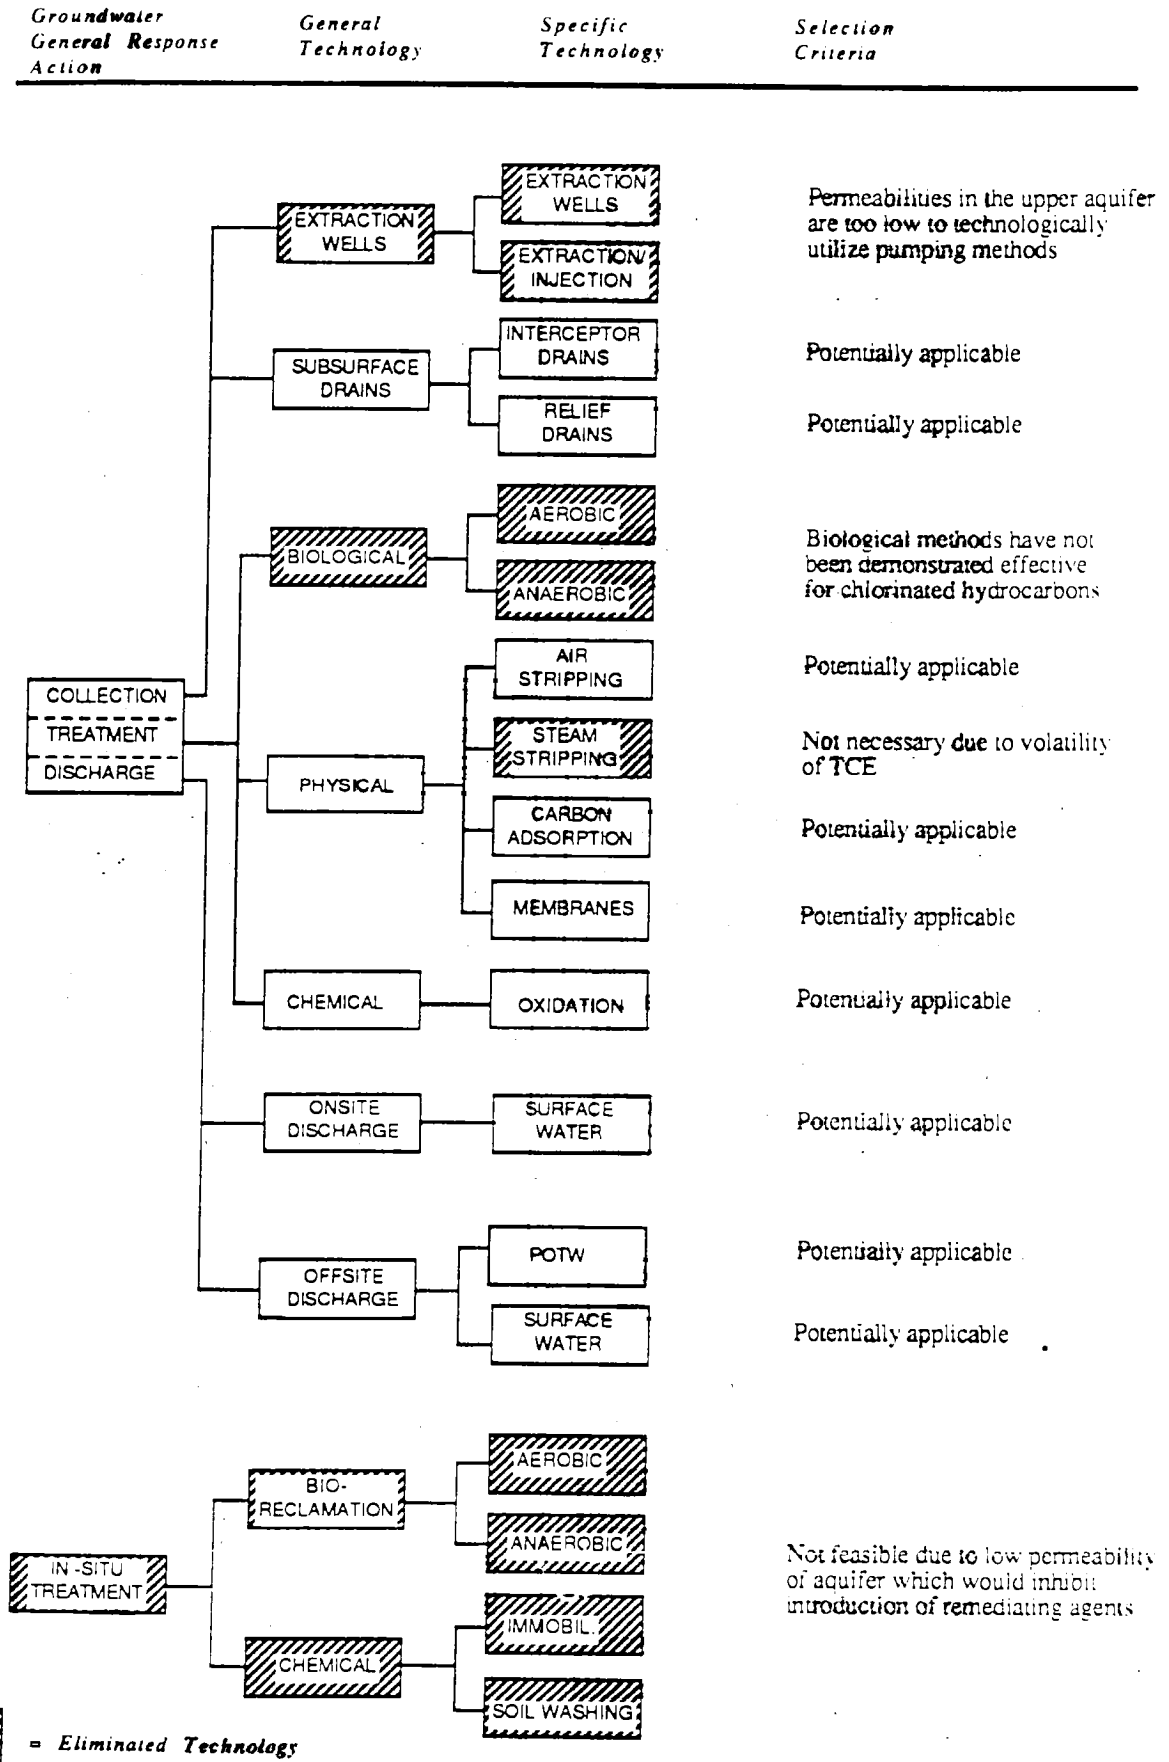 Groundwater
General Response
Action
General
Technology
Specific
Technology
Selection
Criteria
EXTRACTION
WELLS
EXTRACTION
WELLS
EXTRACTION/
INJECTION
Permeabilities in the upper aquifer
are too low to technologically
utilize pumping methods
SUBSURFACE
DRAINS
INTERCEPTOR
DRAINS
Potentially applicable
RELIEF
DRAINS
Potentially applicable
BIOLOGICAL
AEROBIC
ANAEROBIC
Biological methods have not
been demonstrated effective
for chlorinated hydrocarbons
COLLECTION
TREATMENT
DISCHARGE
PHYSICAL
AIR
STRIPPING
Potentially applicable
STEAM
STRIPPING
Not necessary due to volatility
of TCE
CARBON
ADSORPTION
Potentially applicable
MEMBRANES
Potentially applicable
CHEMICAL
OXIDATION
Potentially applicable
ONSITE
DISCHARGE
SURFACE
WATER
Potentially applicable
OFFSITE
DISCHARGE
POTW
Potentially applicable
SURFACE
WATER
Potentially applicable
IN-SITU
TREATMENT
BIO-
RECLAMATION
AEROBIC
ANAEROBIC
CHEMICAL
IMMOBIL.
SOIL WASHING
Not feasible due to low permeability
of aquifer which would inhibit
introduction of remediating agents
= Eliminated Technology